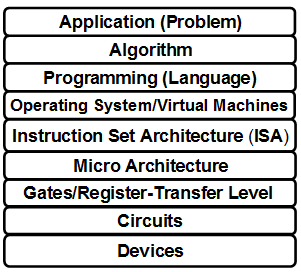 Application (Problem)
Algorithm
Programming (Language)
Operating System/Virtual Machines
Instruction Set Architecture (ISA)
Micro Architecture
Gates/Register-Transfer Level
Circuits
Devices